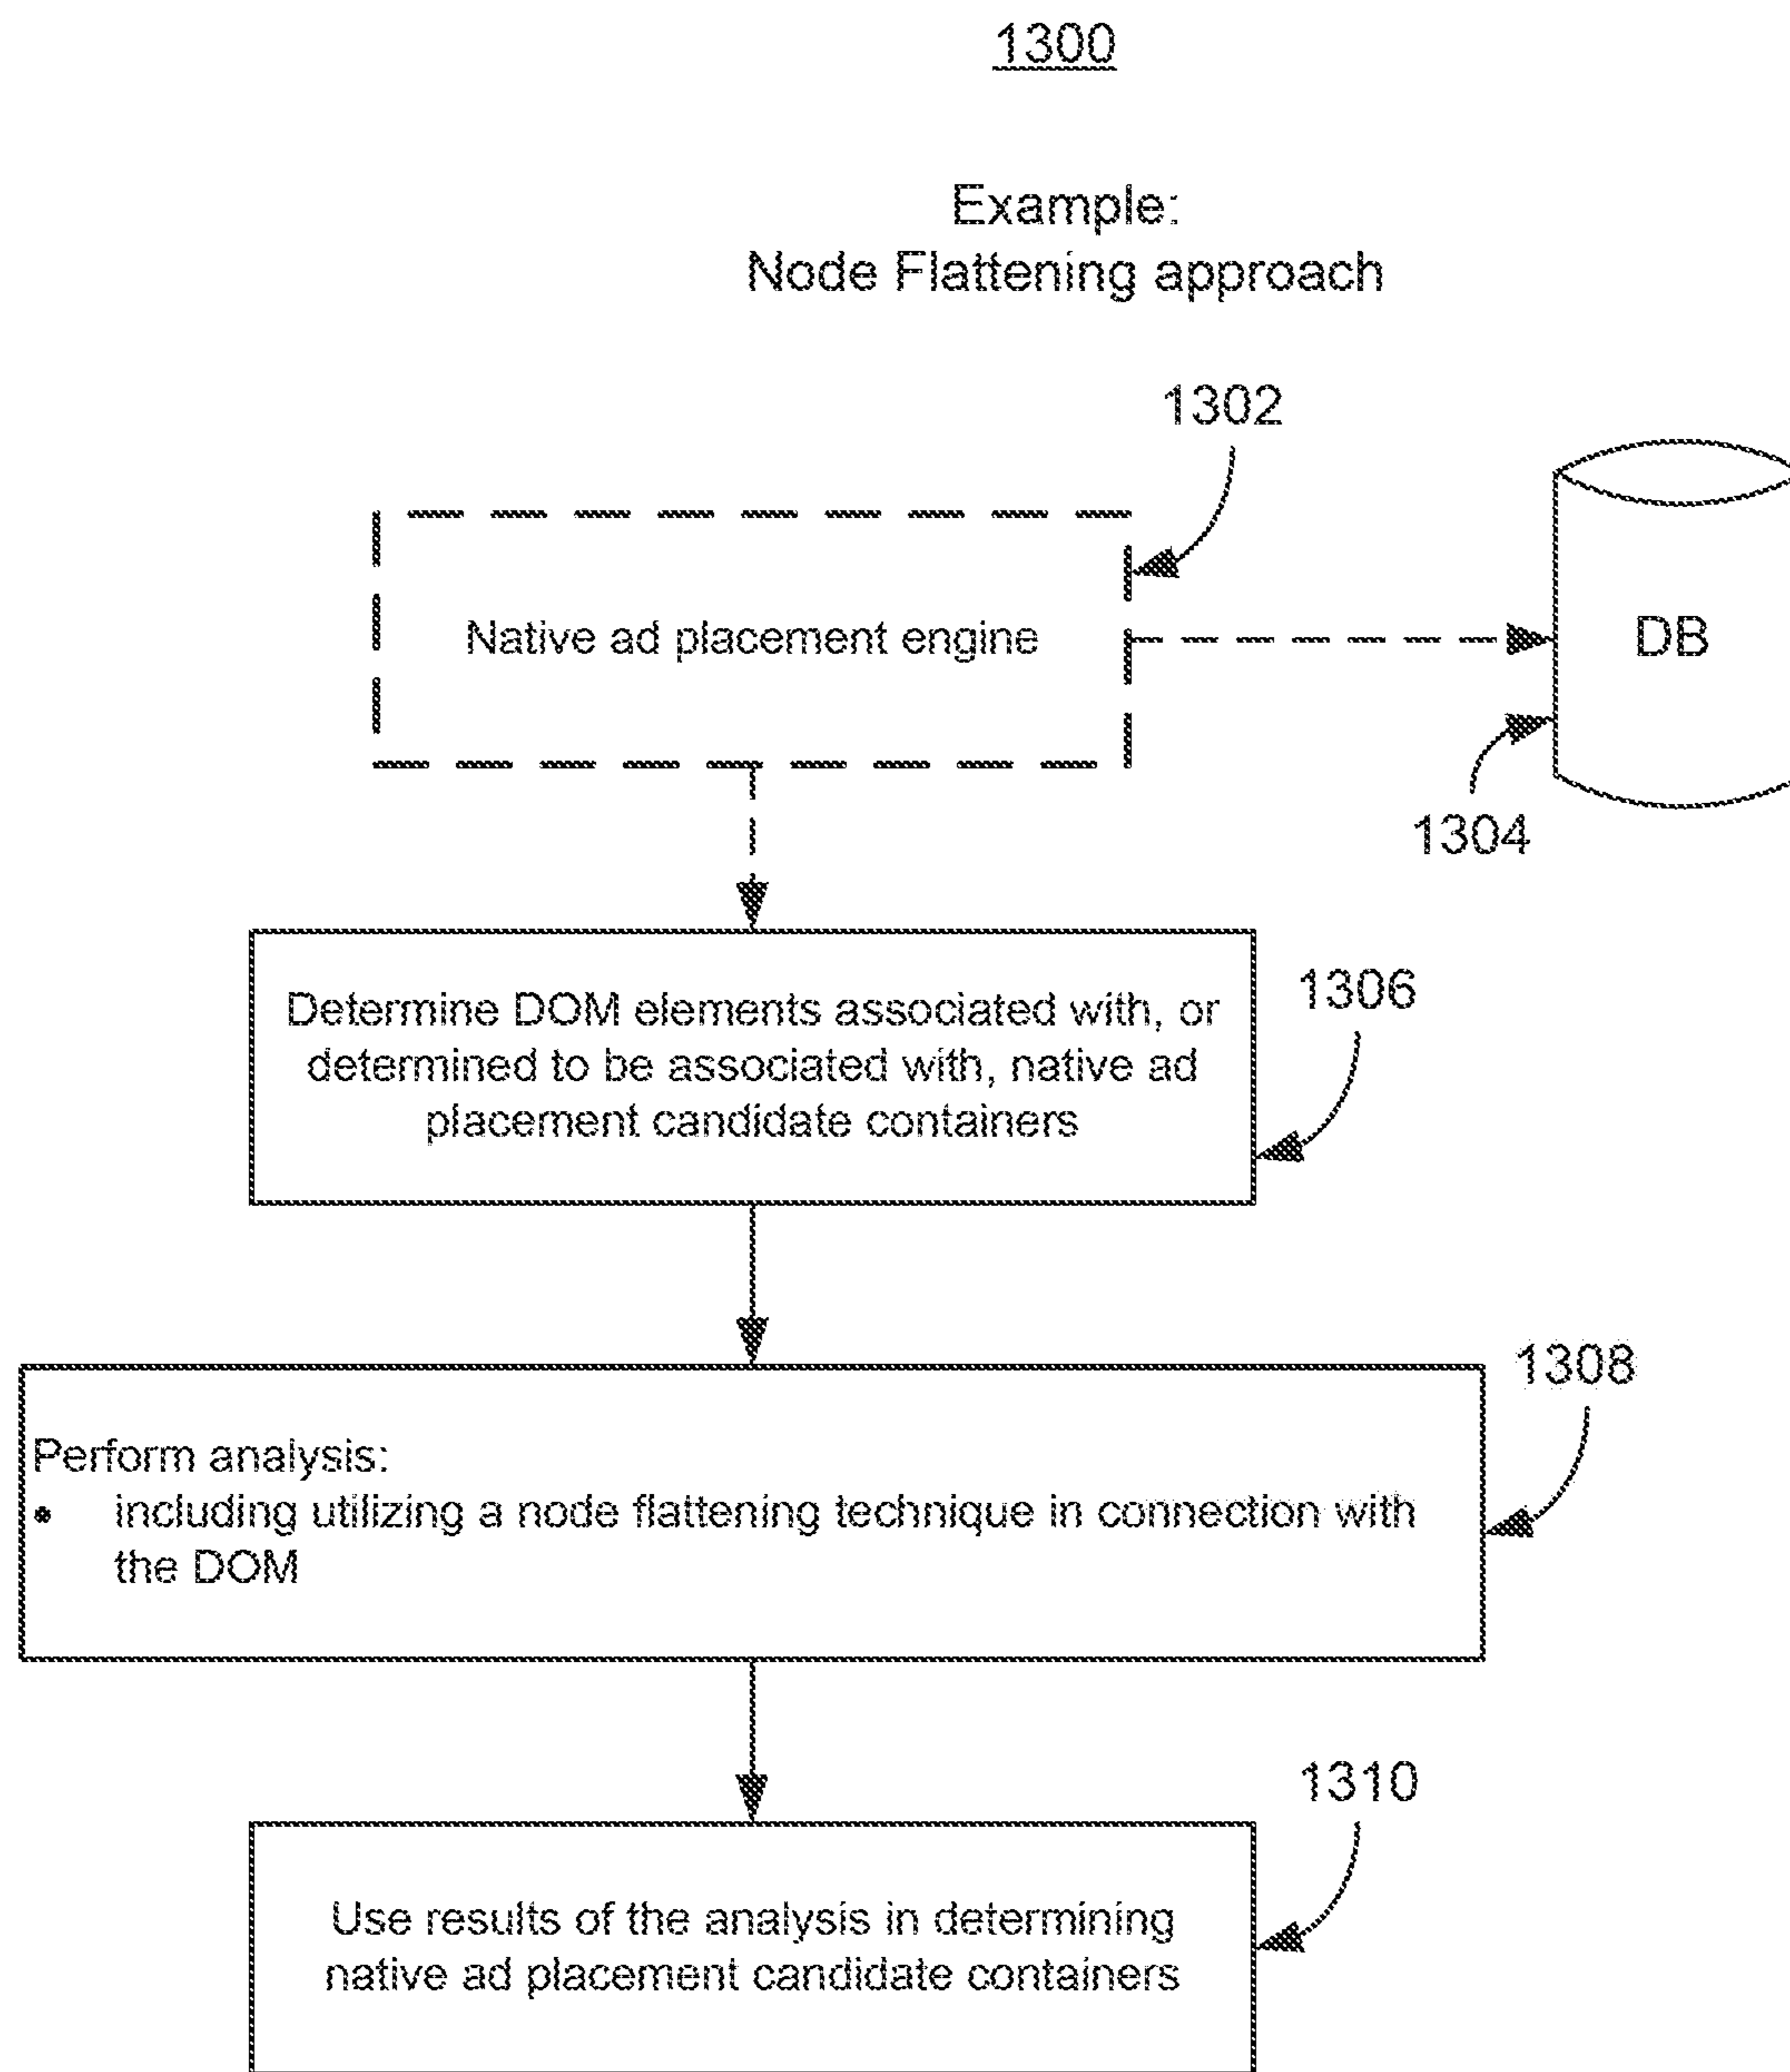 1300
Example:
Node Flattening approach
1302
Native ad placement engine
DB
1304
Determine DOM elements associated with, or
determined to be associated with, native ad
placement candidate containers
1306
1308
Perform analysis:
• including utilizing a node flattening technique in connection with
the DOM
1310
Use results of the analysis in determining
native ad placement candidate containers